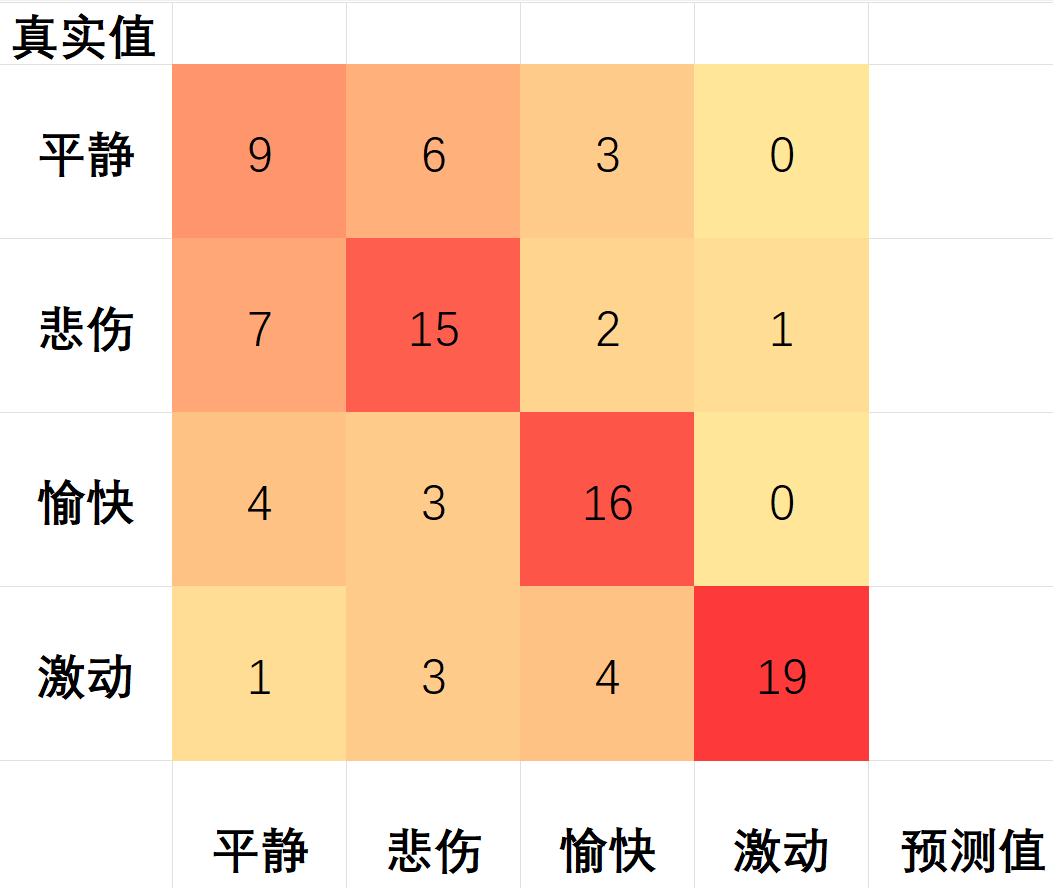 真实值
平静 9 6 3 0
悲伤 7 15 2 1
愉快 4 3 16 0
激动 1 3 4 19
平静 悲伤 愉快 激动 预测值